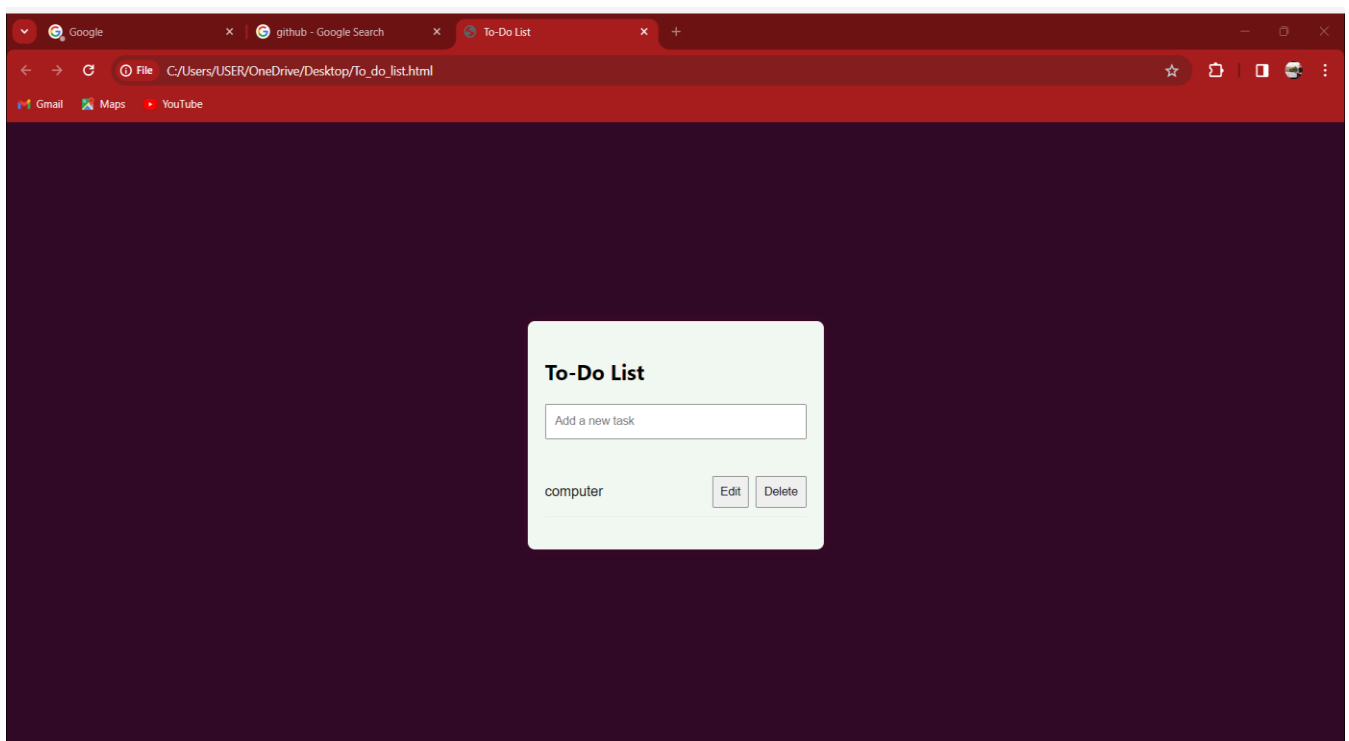 Google github - Google Search To-Do List
File C:/Users/USER/OneDrive/Desktop/To_do_list.html
Gmail Maps YouTube
To-Do List
Add a new task
computer Edit Delete